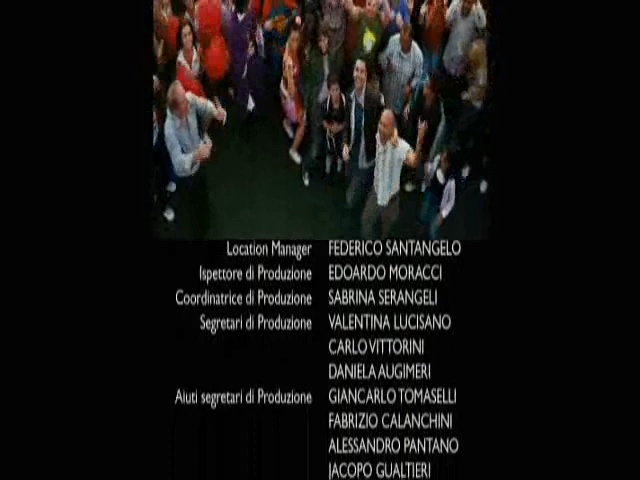 Location Manager FEDERICO SANTANGELO
Ispettore di Produzione EDOARDO MORACCI
Coordinatrice di Produzione SABRINA SERANGELI
Segretari di Produzione VALENTINA LUCISANO
CARLO VITTORINI
DANIELA AUGIMERI
Aiuti segretari di Produzione GIANCARLO TOMASELLI
FABRIZIO CALANCHINI
ALESSANDRO PANTANO
JACOPO GUALTIERI